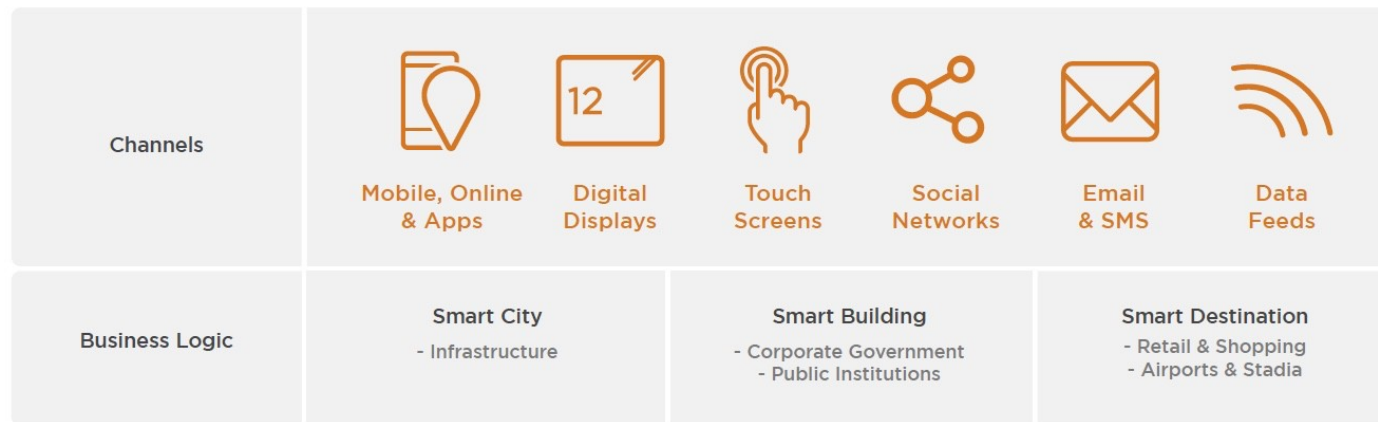 Channels
12
Mobile, Online
& Apps
Digital
Displays
Touch
Screens
Social
Networks
Email
& SMS
Data
Feeds
Business Logic
Smart City
- Infrastructure
Smart Building
- Corporate Government
- Public Institutions
Smart Destination
- Retail & Shopping
- Airports & Stadia